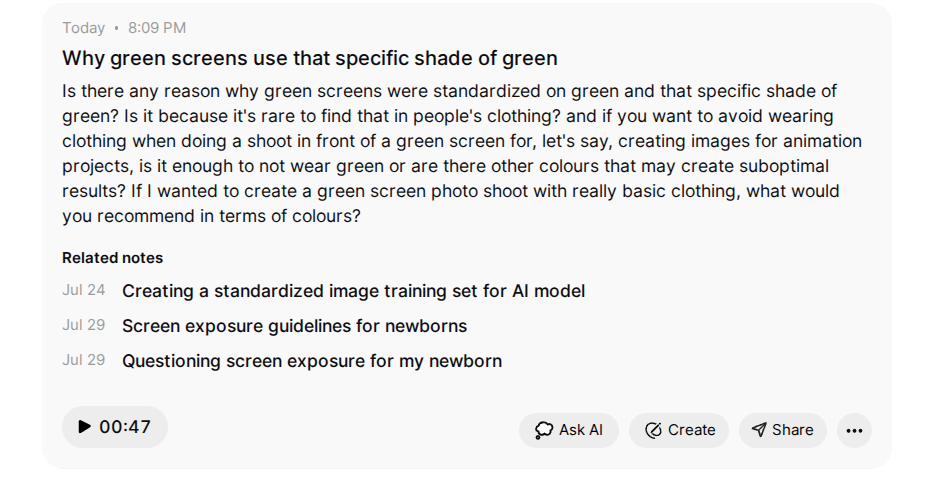 Today • 8:09 PM
Why green screens use that specific shade of green
Is there any reason why green screens were standardized on green and that specific shade of
green? Is it because it's rare to find that in people's clothing? and if you want to avoid wearing
clothing when doing a shoot in front of a green screen for, let's say, creating images for animation
projects, is it enough to not wear green or are there other colours that may create suboptimal
results? If I wanted to create a green screen photo shoot with really basic clothing, what would
you recommend in terms of colours?
Related notes
Jul 24 Creating a standardized image training set for AI model
Jul 29 Screen exposure guidelines for newborns
Jul 29 Questioning screen exposure for my newborn
00:47 Ask AI Create Share